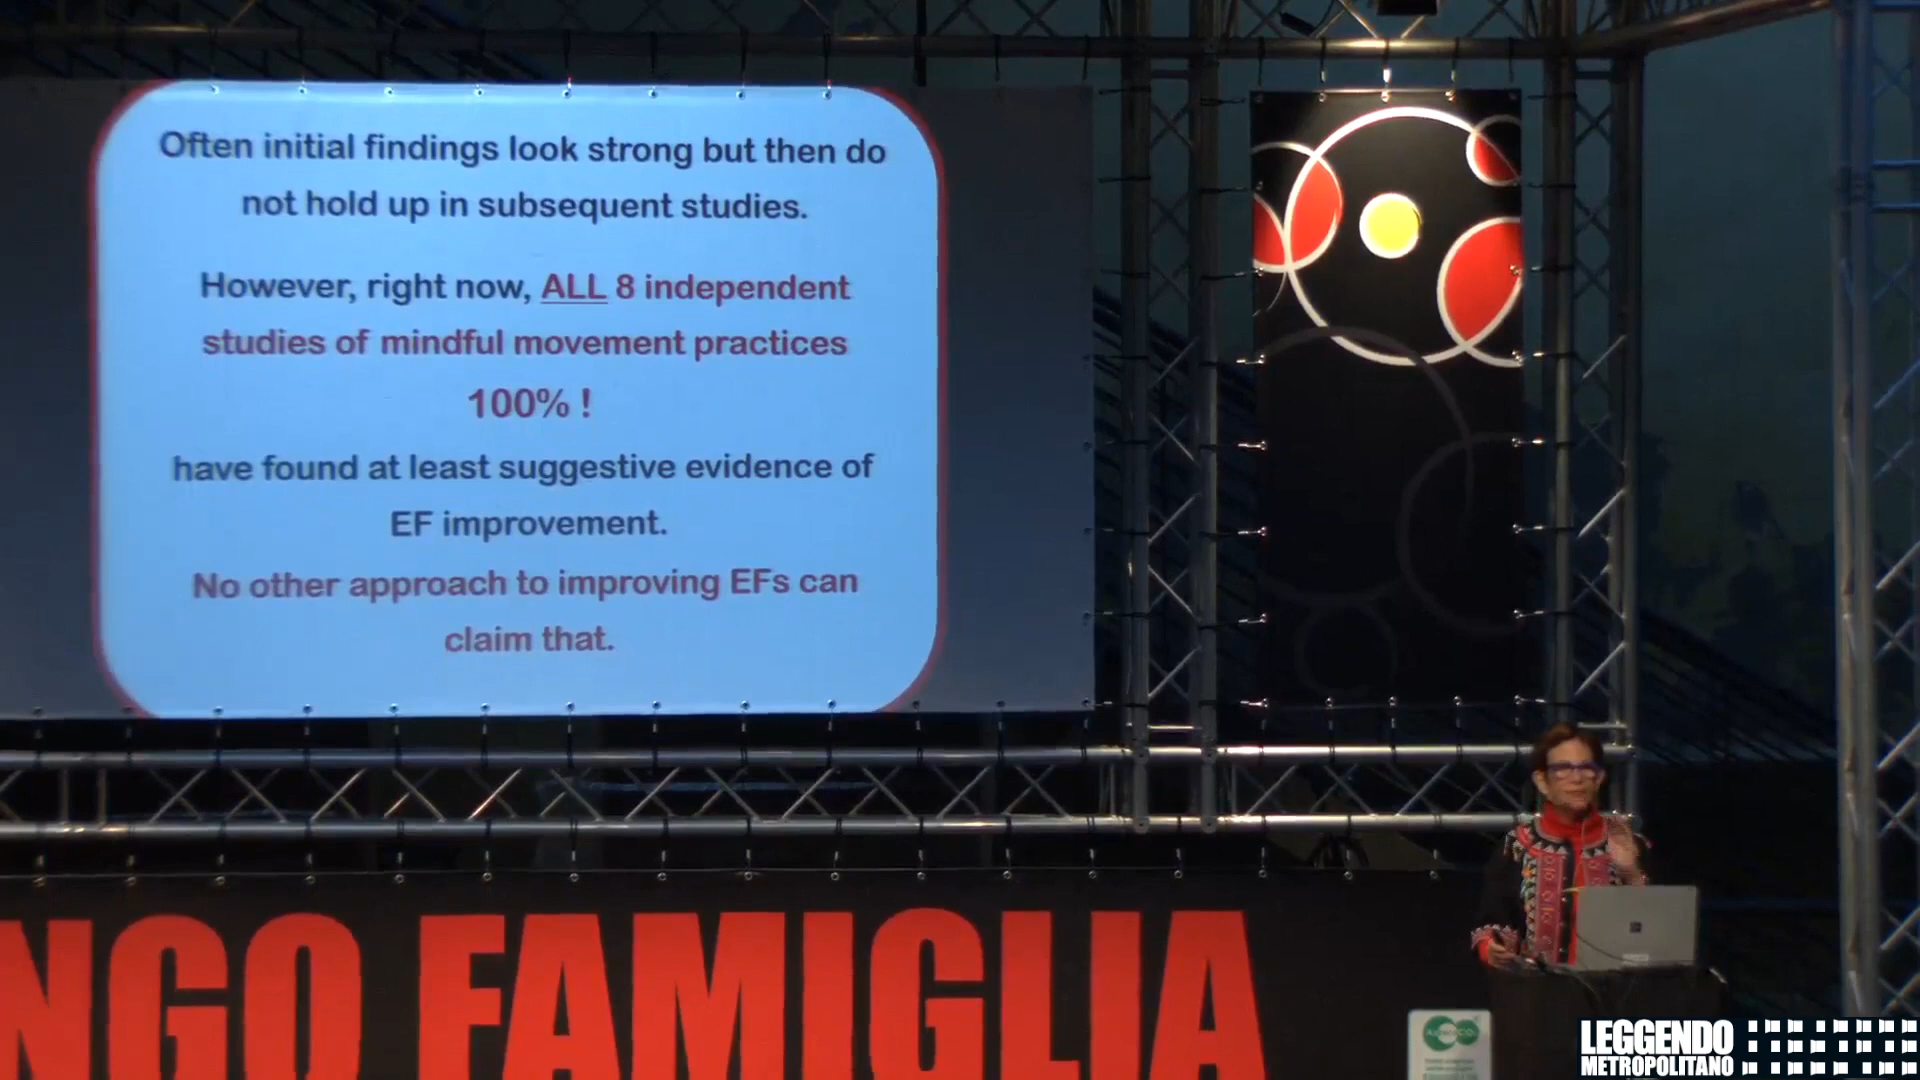 Often initial findings look strong but then do
not hold up in subsequent studies.
However, right now, ALL 8 independent
studies of mindful movement practices
100% !
have found at least suggestive evidence of
EF improvement.
No other approach to improving EFs can
claim that.
NGO FAMIGLIA
LEGGENDO
METROPOLITANO